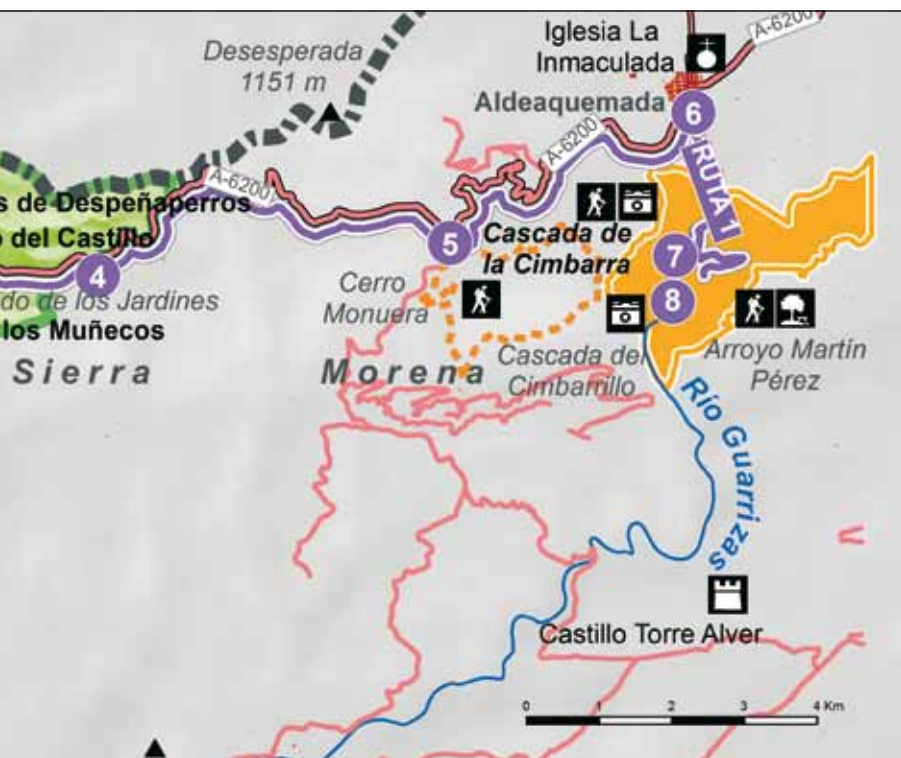 Iglesia La
Inmaculada
A-6200
Desesperada
1151 m
Aldeaquemada
6
A-6200
RUTA 1
A-6200
s de Despeñaperros
o del Castillo
5
Cascada de
la Cimbarra
7
4
do de los Jardines
los Muñecos
Cerro
Monuera
8
Sierra Morena
Cascada del
Cimbarrillo
Arroyo Martín
Pérez
Río Guarrizas
Castillo Torre Alver
0 1 2 3 4 Km